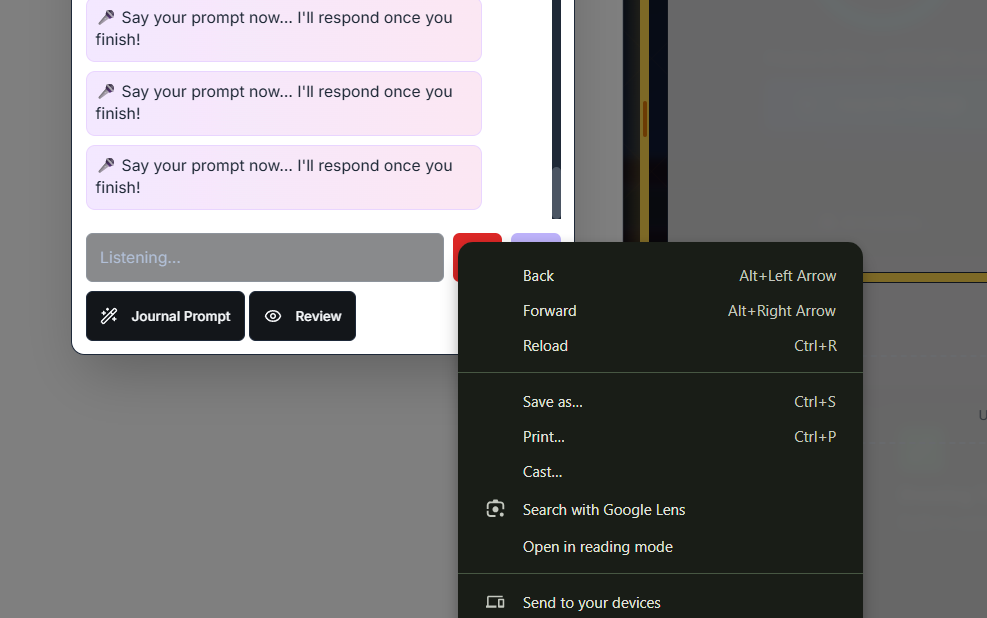 🎤 Say your prompt now... I'll respond once you
finish!
🎤 Say your prompt now... I'll respond once you
finish!
🎤 Say your prompt now... I'll respond once you
finish!
Listening...
Journal Prompt
Review
Back Alt+Left Arrow
Forward Alt+Right Arrow
Reload Ctrl+R
Save as... Ctrl+S
Print... Ctrl+P
Cast...
Search with Google Lens
Open in reading mode
Send to your devices